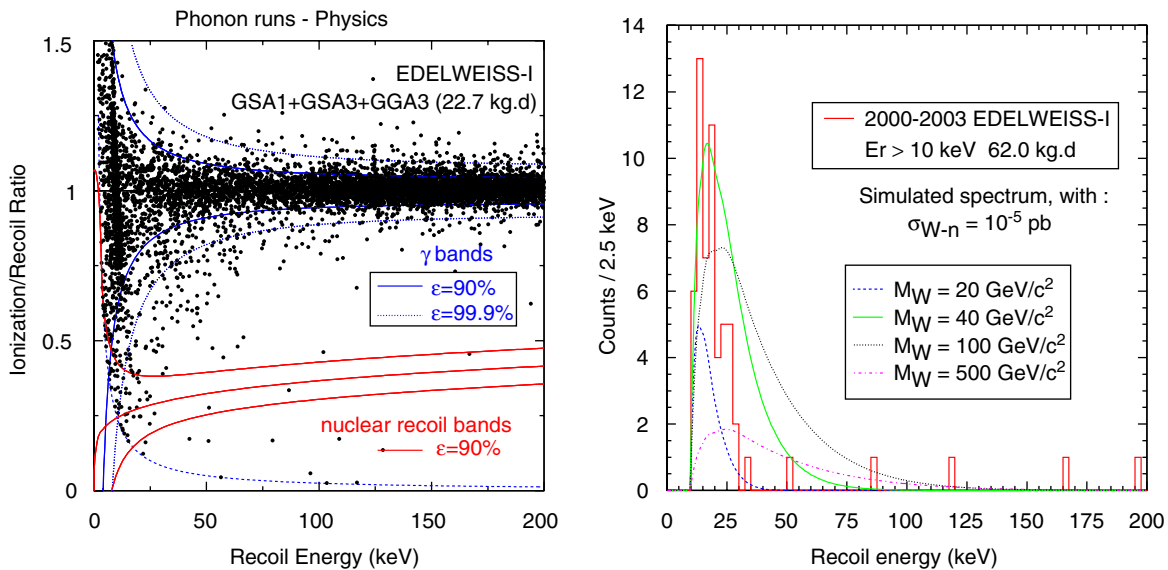 Phonon runs - Physics
1.5
EDELWEISS-I
GSA1+GSA3+GGA3 (22.7 kg.d)
1
γ bands
ε=90%
ε=99.9%
0.5
nuclear recoil bands
ε=90%
0
0 50 100 150 200
Ionization/Recoil Ratio
Recoil Energy (keV)
14
12
10
8
6
4
2
0
0 25 50 75 100 125 150 175 200
Counts / 2.5 keV
2000-2003 EDELWEISS-I
Er > 10 keV 62.0 kg.d
Simulated spectrum, with :
σW-n = 10-5 pb
MW = 20 GeV/c2
MW = 40 GeV/c2
MW = 100 GeV/c2
MW = 500 GeV/c2
Recoil energy (keV)